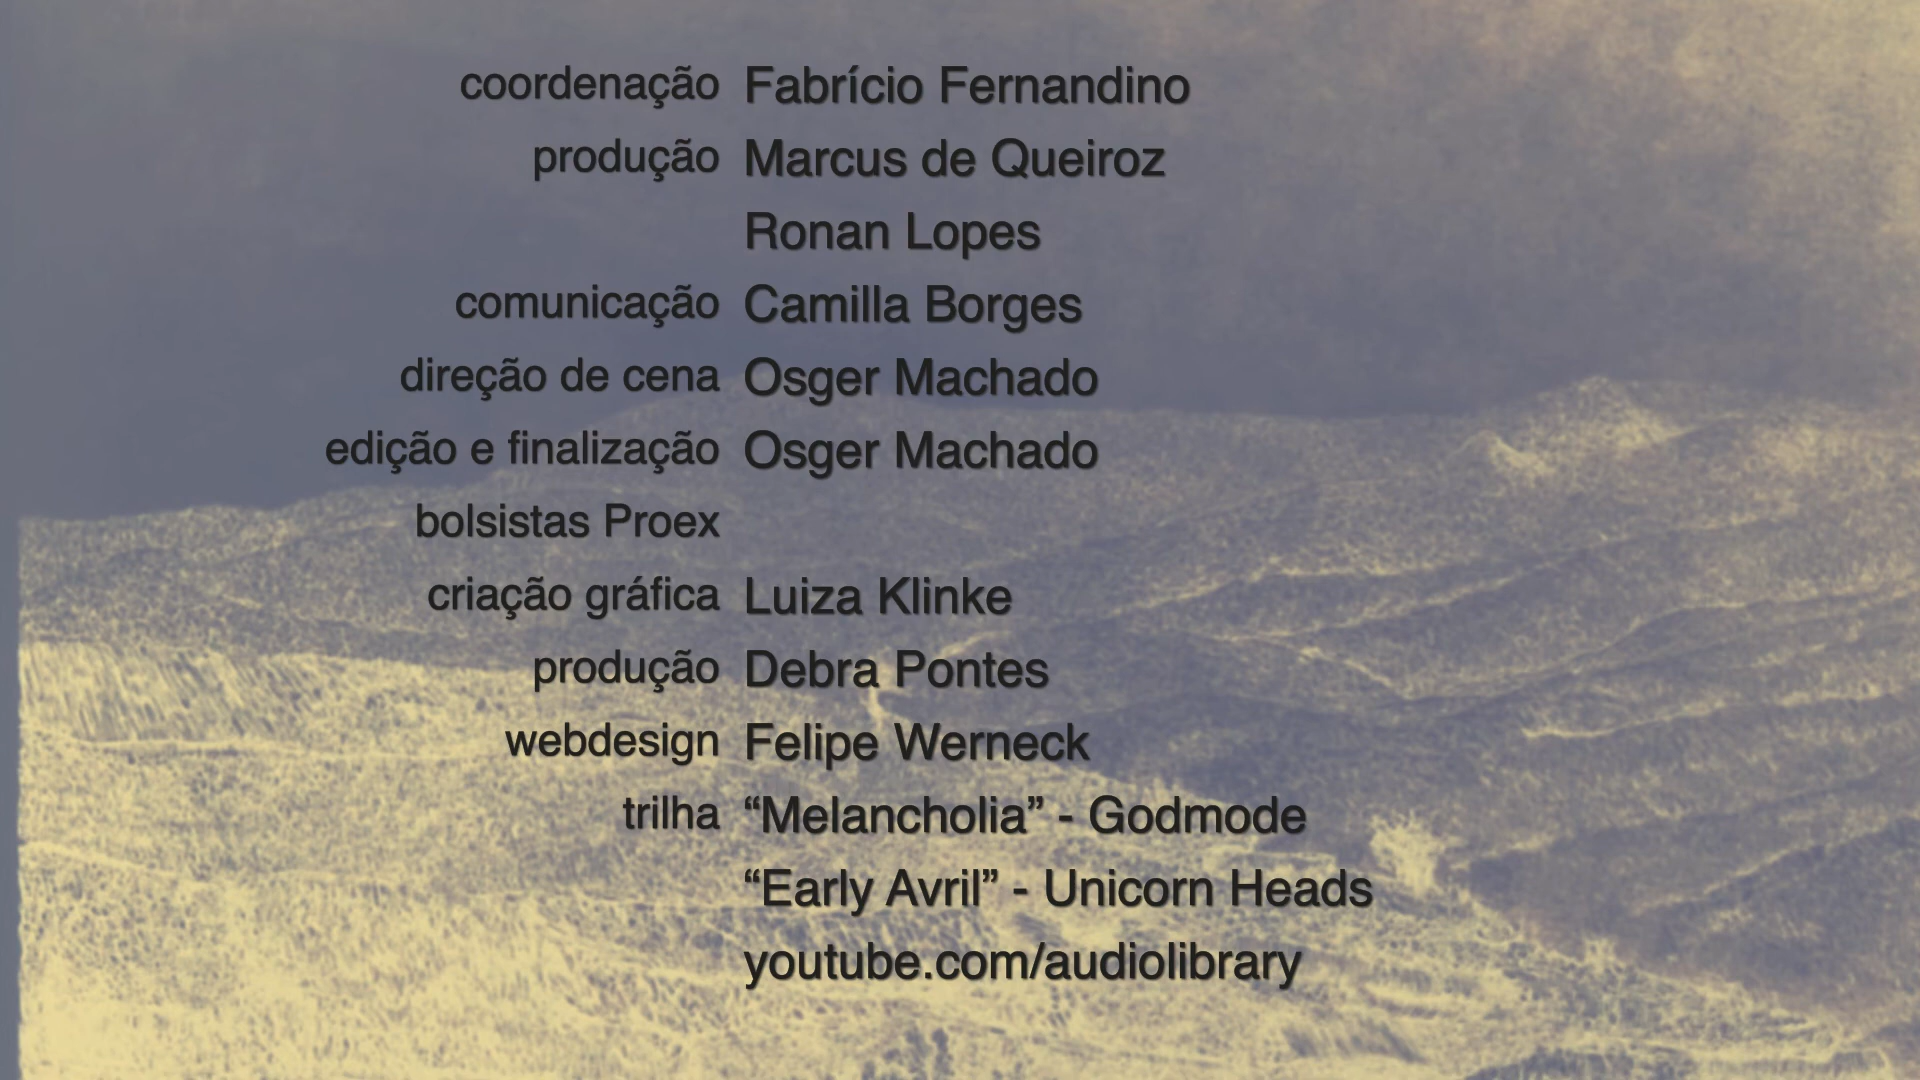 coordenação Fabrício Fernandino
produção Marcus de Queiroz
Ronan Lopes
comunicação Camilla Borges
direção de cena Osger Machado
edição e finalização Osger Machado
bolsistas Proex
criação gráfica Luiza Klinke
produção Debra Pontes
webdesign Felipe Werneck
trilha “Melancholia” - Godmode
“Early Avril” - Unicorn Heads
youtube.com/audiolibrary